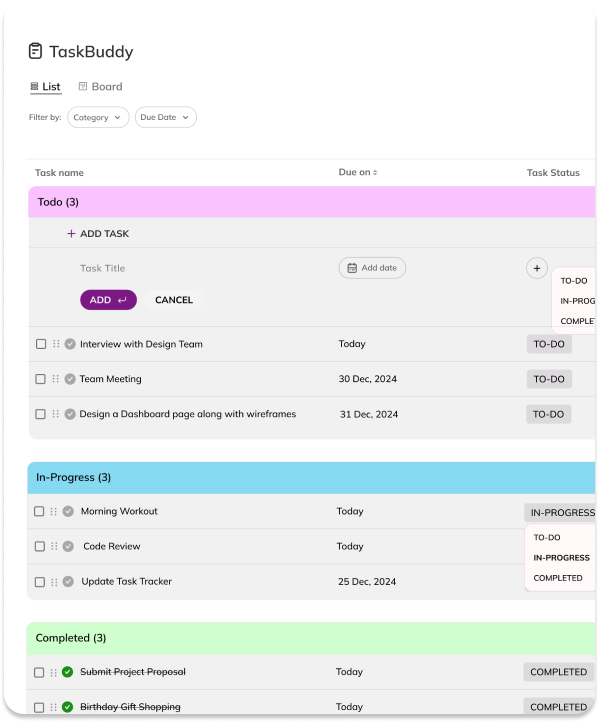 TaskBuddy
List Board
Filter by: Category Due Date
Task name Due on Task Status
Todo (3)
+ ADD TASK
Task Title Add date +
TO-DO
IN-PROG
ADD CANCEL
COMPLE
Interview with Design Team Today TO-DO
Team Meeting 30 Dec, 2024 TO-DO
Design a Dashboard page along with wireframes 31 Dec, 2024 TO-DO
In-Progress (3)
Morning Workout Today IN-PROGRESS
TO-DO
Code Review Today
IN-PROGRESS
COMPLETED
Update Task Tracker 25 Dec, 2024
Completed (3)
Submit Project Proposal Today COMPLETED
Birthday Gift Shopping Today COMPLETED